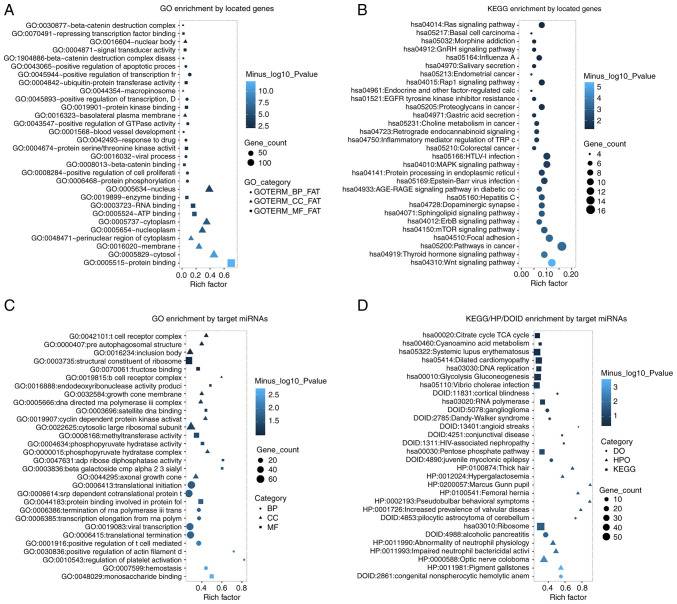 A
GO enrichment by located genes
GO:0030877-beta-catenin destruction complex
GO:0070491-repressing transcription factor binding
GO:0016604-nuclear body
GO:0004871-signal transducer activity
GO:1904886-beta-catenin destruction complex disass
GO:0043065-positive regulation of apoptotic proces
GO:0045944-positive regulation of transcription fr
GO:0004842-ubiquitin-protein transferase activity
GO:0044354-macropinosome
GO:0045893-positive regulation of transcription, D
GO:0019901-protein kinase binding
GO:0016323-basolateral plasma membrane
GO:0043547-positive regulation of GTPase activity
GO:0001568-blood vessel development
GO:0042493-response to drug
GO:0004674-protein serine/threonine kinase activit
GO:0016032-viral process
GO:0008013-beta-catenin binding
GO:0008284-positive regulation of cell proliferati
GO:0006468-protein phosphorylation
GO:0005634-nucleus
GO:0019899-enzyme binding
GO:0003723-RNA binding
GO:0005524-ATP binding
GO:0005737-cytoplasm
GO:0005654-nucleoplasm
GO:0048471-perinuclear region of cytoplasm
GO:0016020-membrane
GO:0005829-cytosol
GO:0005515-protein binding
0.0 0.2 0.4 0.6
Rich factor
Minus_log10_Pvalue
10.0
7.5
5.0
2.5
Gene_count
50
100
GO_category
GOTERM_BP_FAT
GOTERM_CC_FAT
GOTERM_MF_FAT
B
KEGG enrichment by located genes
hsa04014:Ras signaling pathway
hsa05217:Basal cell carcinoma
hsa05032:Morphine addiction
hsa04912:GnRH signaling pathway
hsa05164:Influenza A
hsa04970:Salivary secretion
hsa05213:Endometrial cancer
hsa04015:Rap1 signaling pathway
hsa04961:Endocrine and other factor-regulated calc
hsa01521:EGFR tyrosine kinase inhibitor resistance
hsa05205:Proteoglycans in cancer
hsa04971:Gastric acid secretion
hsa05231:Choline metabolism in cancer
hsa04723:Retrograde endocannabinoid signaling
hsa04750:Inflammatory mediator regulation of TRP c
hsa05210:Colorectal cancer
hsa05166:HTLV-I infection
hsa04010:MAPK signaling pathway
hsa04141:Protein processing in endoplasmic reticul
hsa05169:Epstein-Barr virus infection
hsa04933:AGE-RAGE signaling pathway in diabetic co
hsa05160:Hepatitis C
hsa04728:Dopaminergic synapse
hsa04071:Sphingolipid signaling pathway
hsa04012:ErbB signaling pathway
hsa04150:mTOR signaling pathway
hsa04510:Focal adhesion
hsa05200:Pathways in cancer
hsa04919:Thyroid hormone signaling pathway
hsa04310:Wnt signaling pathway
0.00 0.10 0.20
Rich factor
Minus_log10_Pvalue
5
4
3
2
Gene_count
4
6
8
10
12
14
16
C
GO enrichment by target miRNAs
GO:0042101:t cell receptor complex
GO:0000407:pre autophagosomal structure
GO:0016234:inclusion body
GO:0003735:structural constituent of ribosome
GO:0070061:fructose binding
GO:0019815:b cell receptor complex
GO:0016888:endodeoxyribonuclease activity produc
GO:0032584:growth cone membrane
GO:0005666:dna directed rna polymerase iii complex
GO:0003696:satellite dna binding
GO:0019907:cyclin dependent protein kinase activat
GO:0022625:cytosolic large ribosomal subunit
GO:0008168:methyltransferase activity
GO:0004634:phosphopyruvate hydratase activity
GO:0000015:phosphopyruvate hydratase complex
GO:0047631:adp ribose diphosphatase activity
GO:0003836:beta galactoside cmp alpha 2 3 sialyl
GO:0044295:axonal growth cone
GO:0006413:translational initiation
GO:0006614:srp dependent cotranslational protein t
GO:0044183:protein binding involved in protein fol
GO:0006386:termination of rna polymerase iii trans
GO:0006385:transcription elongation from rna polym
GO:0019083:viral transcription
GO:0006415:translational termination
GO:0001916:positive regulation of t cell mediated
GO:0030836:positive regulation of actin filament d
GO:0010543:regulation of platelet activation
GO:0007599:hemostasis
GO:0048029:monosaccharide binding
0.4 0.6 0.8
Rich factor
Minus_log10_Pvalue
2.5
2.0
1.5
Gene_count
20
40
60
Category
BP
CC
MF
D
KEGG/HP/DOID enrichment by target miRNAs
hsa00020:Citrate cycle TCA cycle
hsa00460:Cyanoamino acid metabolism
hsa05322:Systemic lupus erythematosus
hsa05414:Dilated cardiomyopathy
hsa03030:DNA replication
hsa00010:Glycolysis Gluconeogenesis
hsa05110:Vibrio cholerae infection
DOID:11831:cortical blindness
hsa03020:RNA polymerase
DOID:5078:ganglioglioma
DOID:2785:Dandy-Walker syndrome
DOID:13401:angioid streaks
DOID:4251:conjunctival disease
DOID:13111:HIV-associated nephropathy
hsa00030:Pentose phosphate pathway
DOID:4890:juvenile myoclonic epilepsy
HP:0100874:Thick hair
HP:0012024:Hypergalactosemia
HP:0200057:Marcus Gunn pupil
HP:0100541:Femoral hernia
HP:0002193:Pseudobulbar behavioral symptoms
HP:0001726:Increased prevalence of valvular diseas
DOID:4853:pilocytic astrocytoma of cerebellum
hsa03010:Ribosome
DOID:4988:alcoholic pancreatitis
HP:0011990:Abnormality of neutrophil physiology
HP:0011993:Impaired neutrophil bactericidal activi
HP:0000588:Optic nerve coloboma
HP:0011981:Pigment gallstones
DOID:2861:congenital nonspherocytic hemolytic anem
0.4 0.6 0.8
Rich factor
Minus_log10_Pvalue
3
2
1
Category
DO
HPO
KEGG
Gene_count
10
20
30
40
50